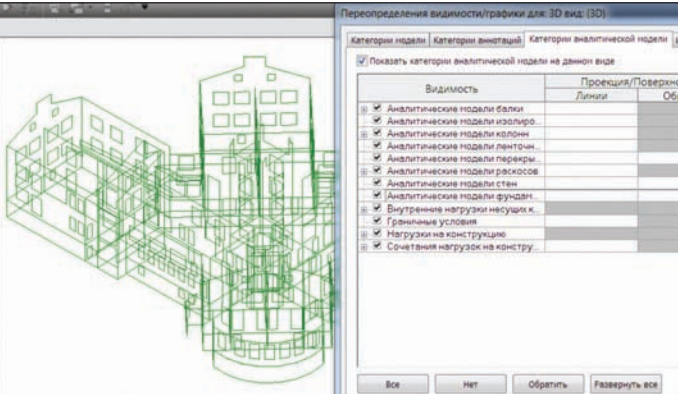 Переопределения видимости/графики для: 3D вид: {3D}
Категории модели Категории аннотаций Категории аналитической модели
Показать категории аналитической модели на данном виде
Видимость Проекция/Поверхно
Линии Об
Аналитические модели балки
Аналитические модели изолиро...
Аналитические модели колонн
Аналитические модели ленточн...
Аналитические модели перекры...
Аналитические модели раскосов
Аналитические модели стен
Аналитические модели фундам...
Внутренние нагрузки несущих к...
Граничные условия
Нагрузки на конструкцию
Сочетания нагрузок на констру...
Все Нет Обратить Развернуть все